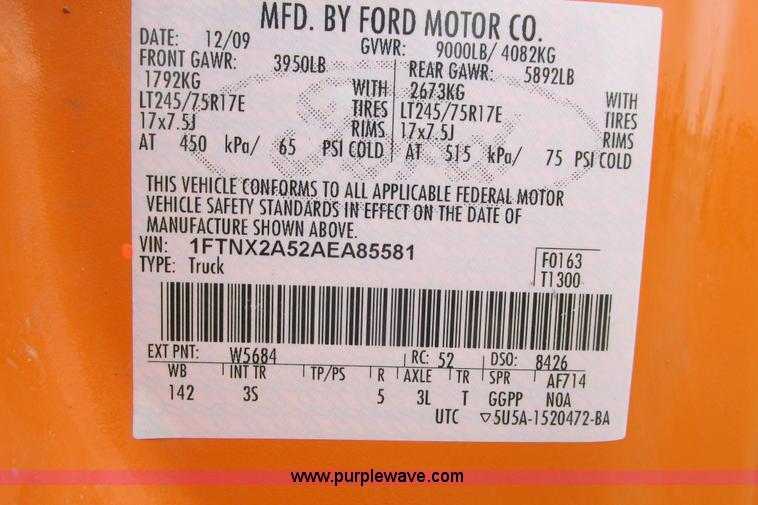 MFD. BY FORD MOTOR CO.
DATE: 12/09 GVWR: 9000LB/ 4082KG
FRONT GAWR: 3950LB REAR GAWR: 5892LB
1792KG WITH 2673KG WITH
LT245/75R17E TIRES LT245/75R17E TIRES
17x7.5J RIMS 17x7.5J RIMS
AT 450 kPa/ 65 PSI COLD AT 515 kPa/ 75 PSI COLD
Ford
THIS VEHICLE CONFORMS TO ALL APPLICABLE FEDERAL MOTOR
VEHICLE SAFETY STANDARDS IN EFFECT ON THE DATE OF
MANUFACTURE SHOWN ABOVE.
VIN: 1FTNX2A52AEA85581 F0163
TYPE: Truck T1300
EXT PNT: W5684 RC: 52 DSO: 8426
WB INT TR TP/PS R AXLE TR SPR AF714
142 3S 5 3L T GGPP NOA
UTC ▽5U5A-1520472-BA
www.purplewave.com